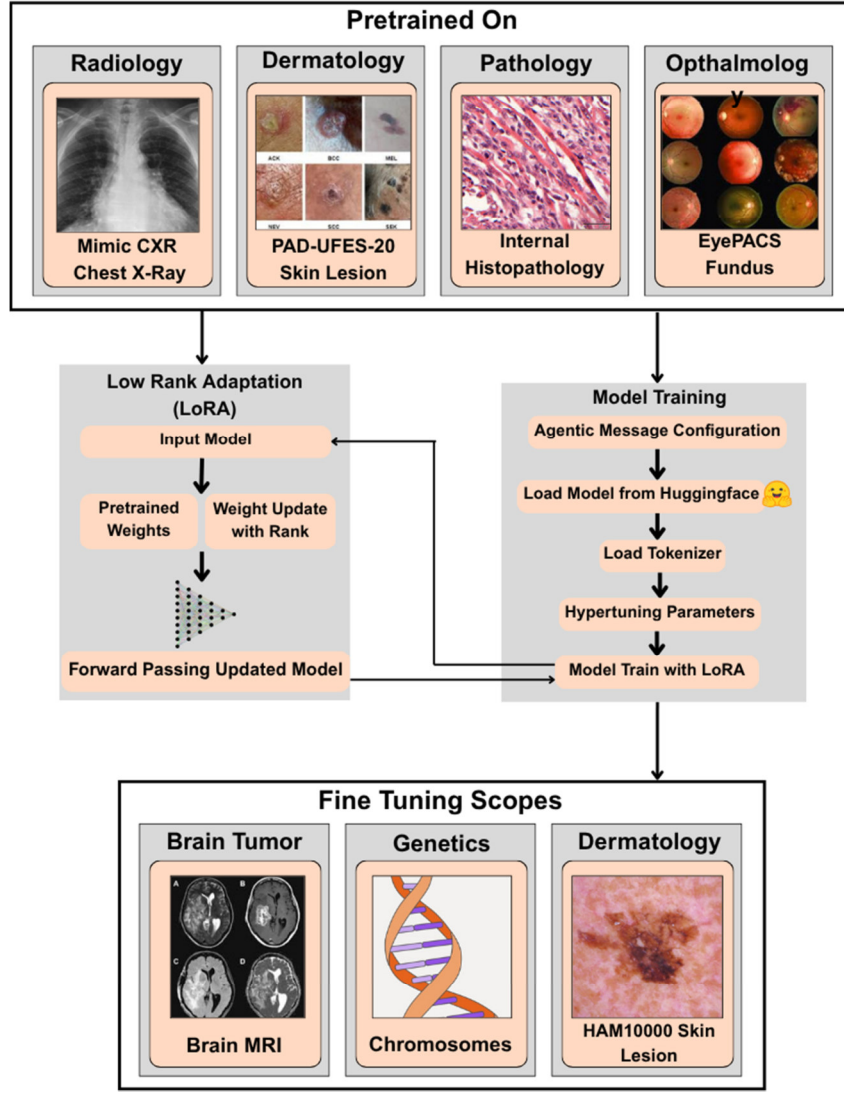 Pretrained On
Radiology
Mimic CXR
Chest X-Ray
Dermatology
ACK
BCC
MEL
NEV
SCC
SEK
PAD-UFES-20
Skin Lesion
Pathology
Internal
Histopathology
Opthalmolog
y
EyePACS
Fundus
Low Rank Adaptation
(LoRA)
Input Model
Pretrained
Weights
Weight Update
with Rank
Forward Passing Updated Model
Model Training
Agentic Message Configuration
Load Model from Huggingface
Load Tokenizer
Hypertuning Parameters
Model Train with LoRA
Fine Tuning Scopes
Brain Tumor
A
B
C
D
Brain MRI
Genetics
Chromosomes
Dermatology
HAM10000 Skin
Lesion